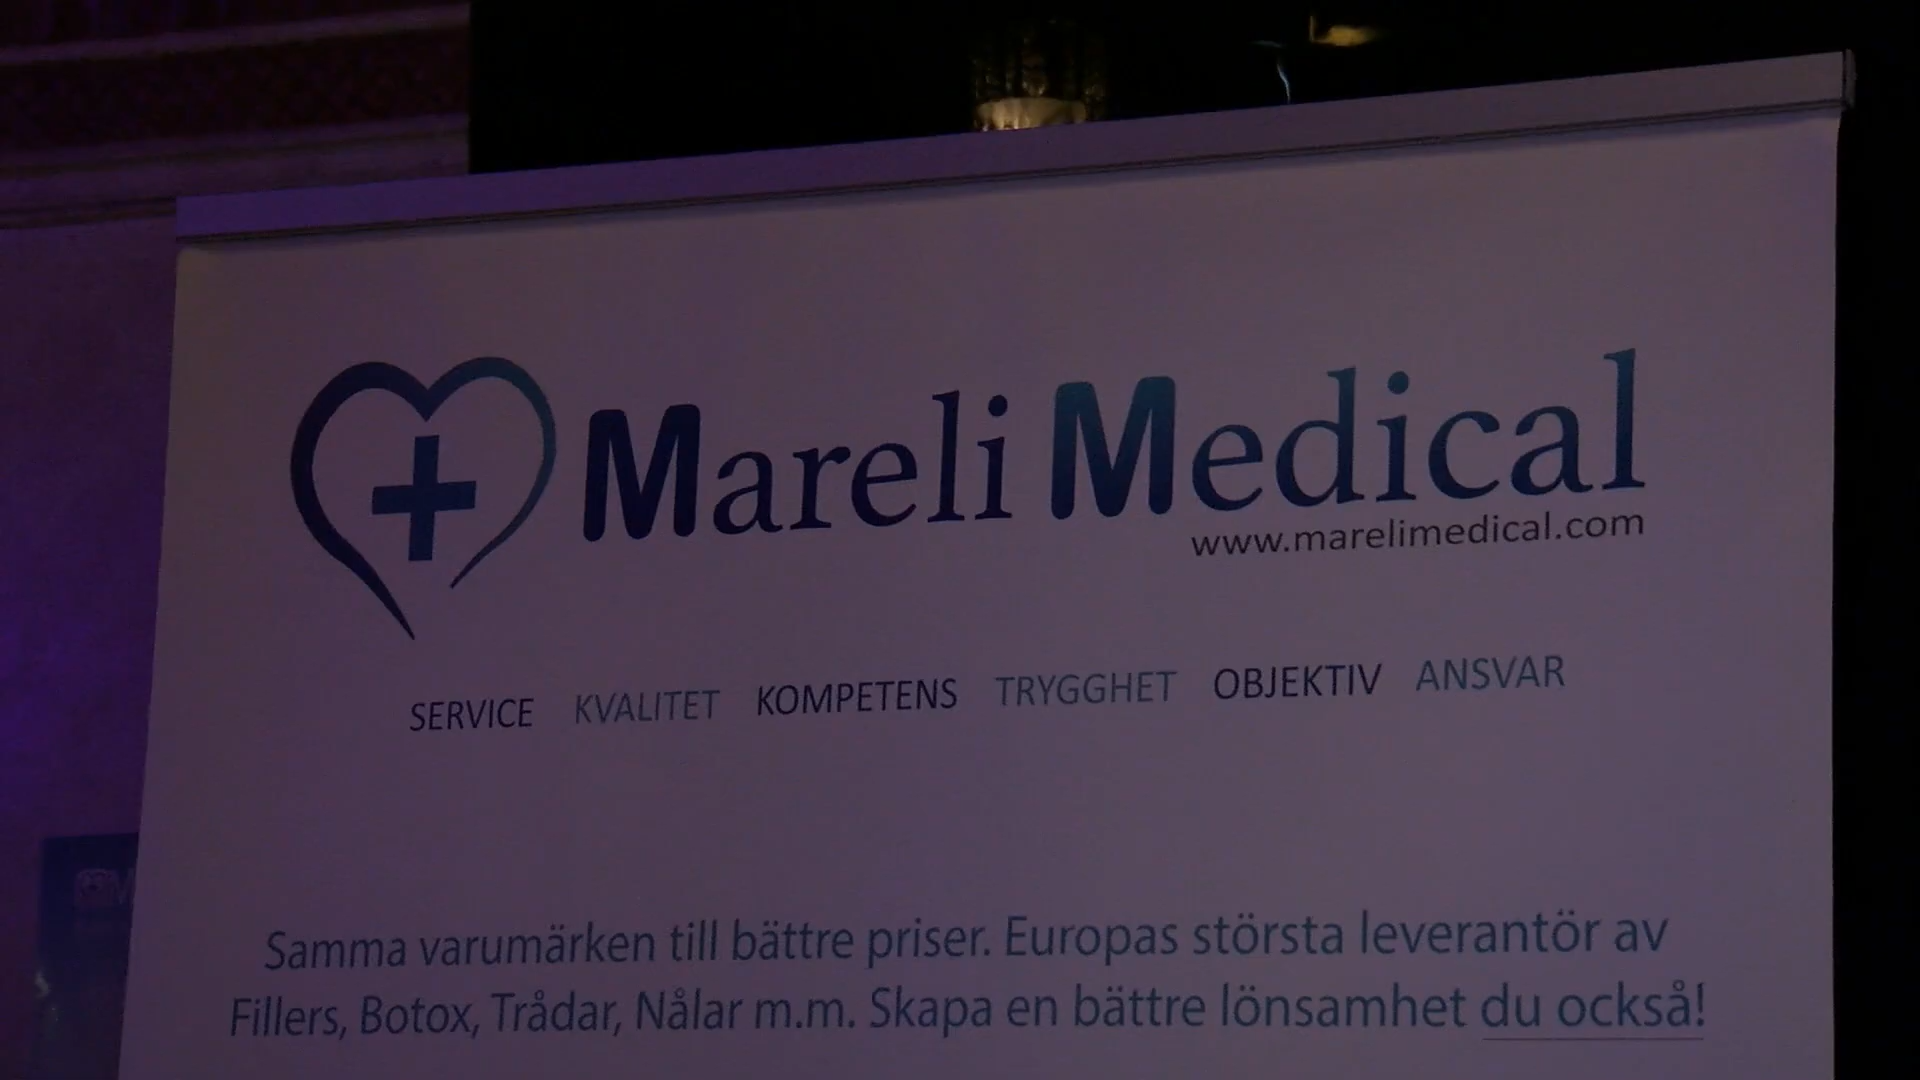 Mareli Medical
www.marelimedical.com
SERVICE KVALITET KOMPETENS TRYGGHET OBJEKTIV ANSVAR
Samma varumärken till bättre priser. Europas största leverantör av
Fillers, Botox, Trådar, Nålar m.m. Skapa en bättre lönsamhet du också!